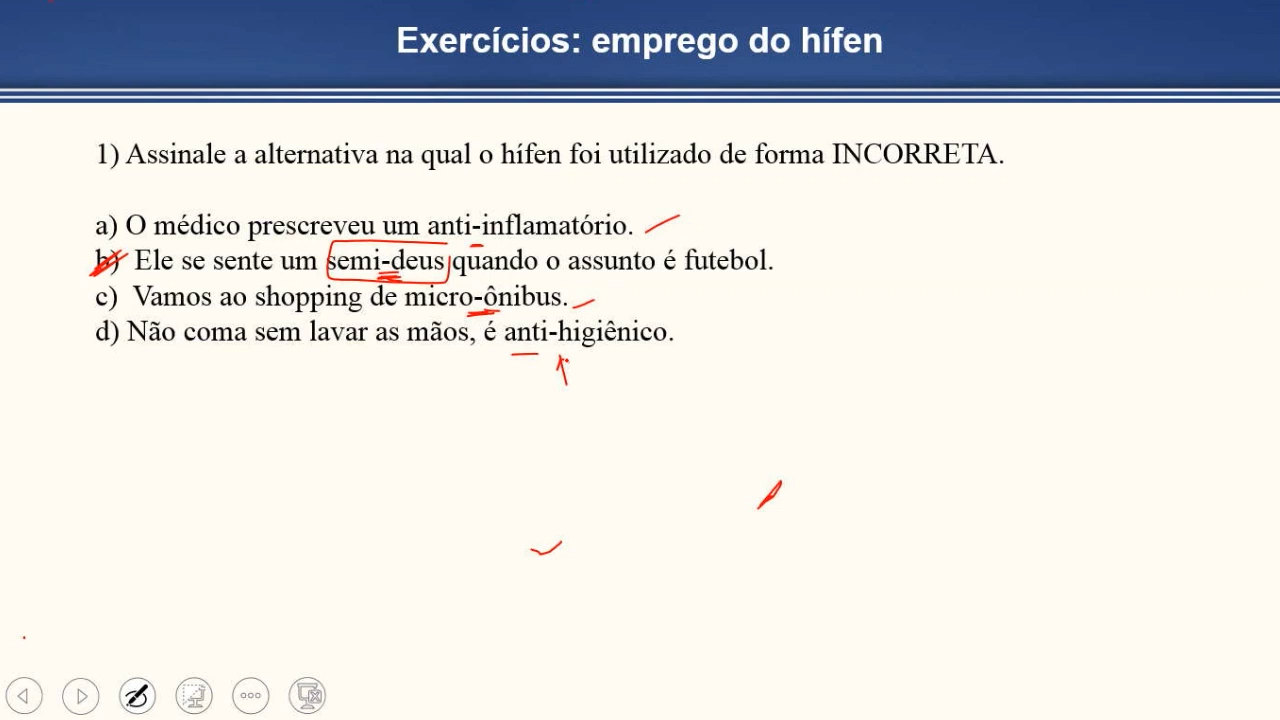 Exercícios: emprego do hífen
1) Assinale a alternativa na qual o hífen foi utilizado de forma INCORRETA.
a) O médico prescreveu um anti-inflamatório.
b) Ele se sente um semi-deus quando o assunto é futebol.
c) Vamos ao shopping de micro-ônibus.
d) Não coma sem lavar as mãos, é anti-higiênico.